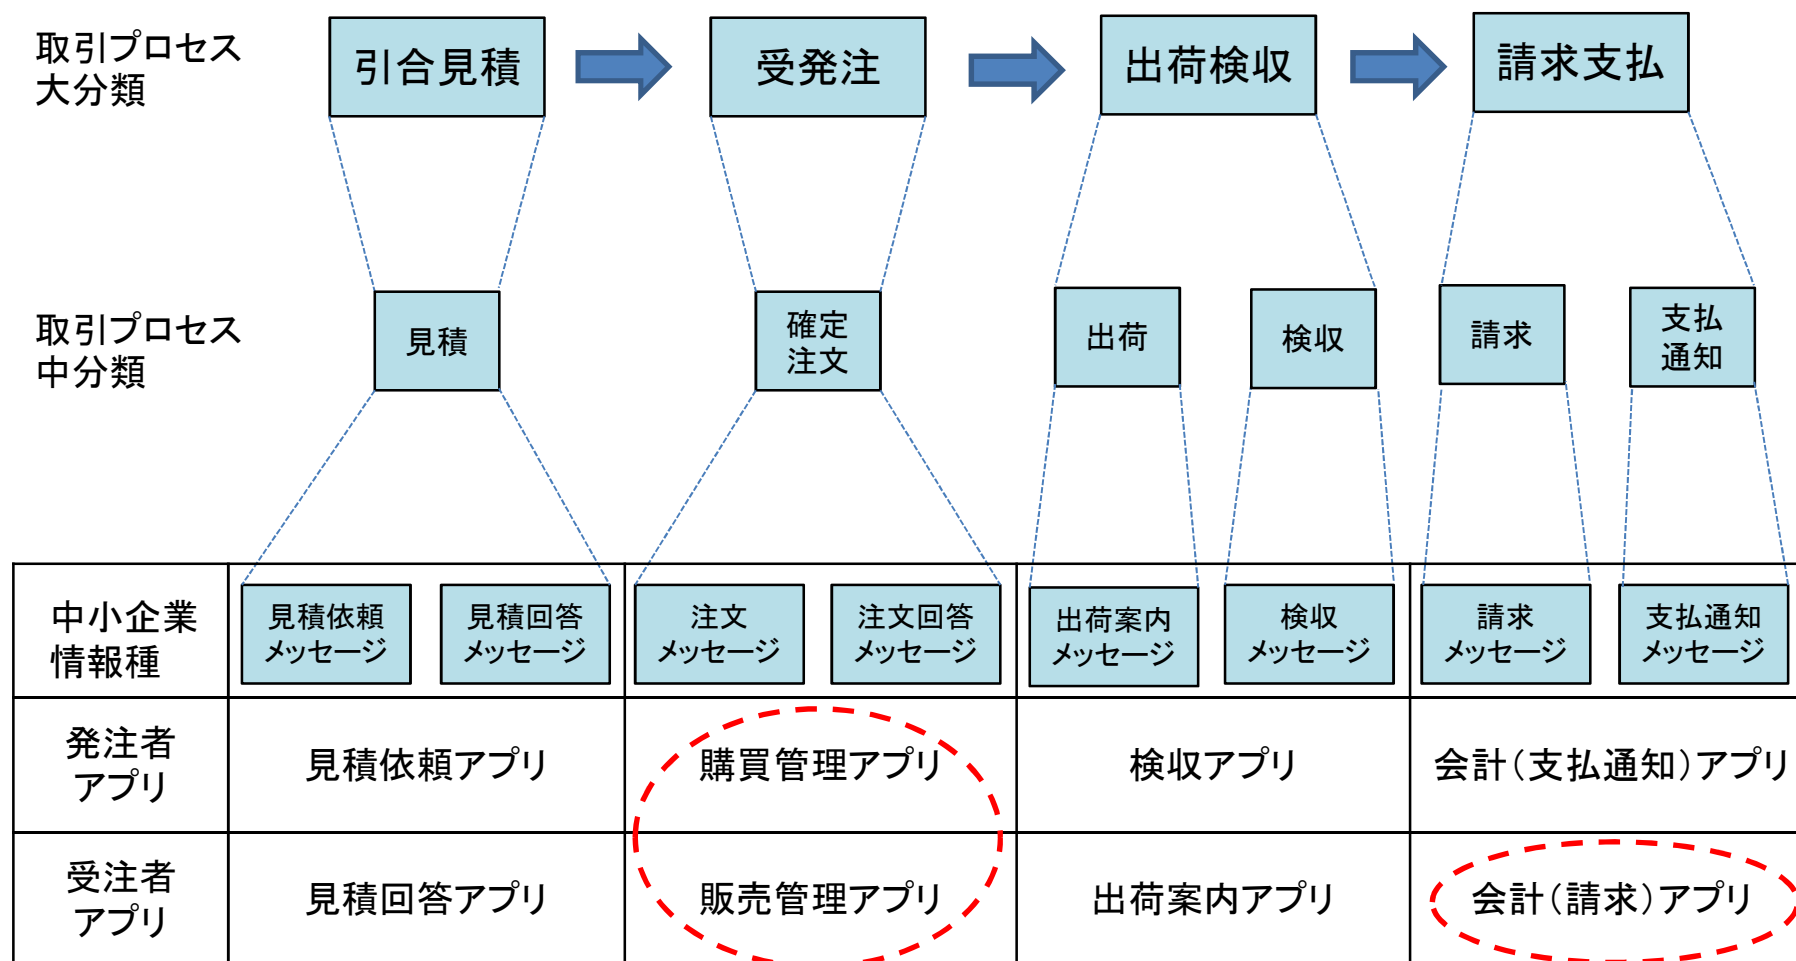 取引プロセス
大分類
引合見積
受発注
出荷検収
請求支払
取引プロセス
中分類
見積
確定
注文
出荷
検収
請求
支払
通知
中小企業
情報種
見積依頼
メッセージ
見積回答
メッセージ
注文
メッセージ
注文回答
メッセージ
出荷案内
メッセージ
検収
メッセージ
請求
メッセージ
支払通知
メッセージ
発注者
アプリ
見積依頼アプリ
購買管理アプリ
検収アプリ
会計(支払通知)アプリ
受注者
アプリ
見積回答アプリ
販売管理アプリ
出荷案内アプリ
会計(請求)アプリ